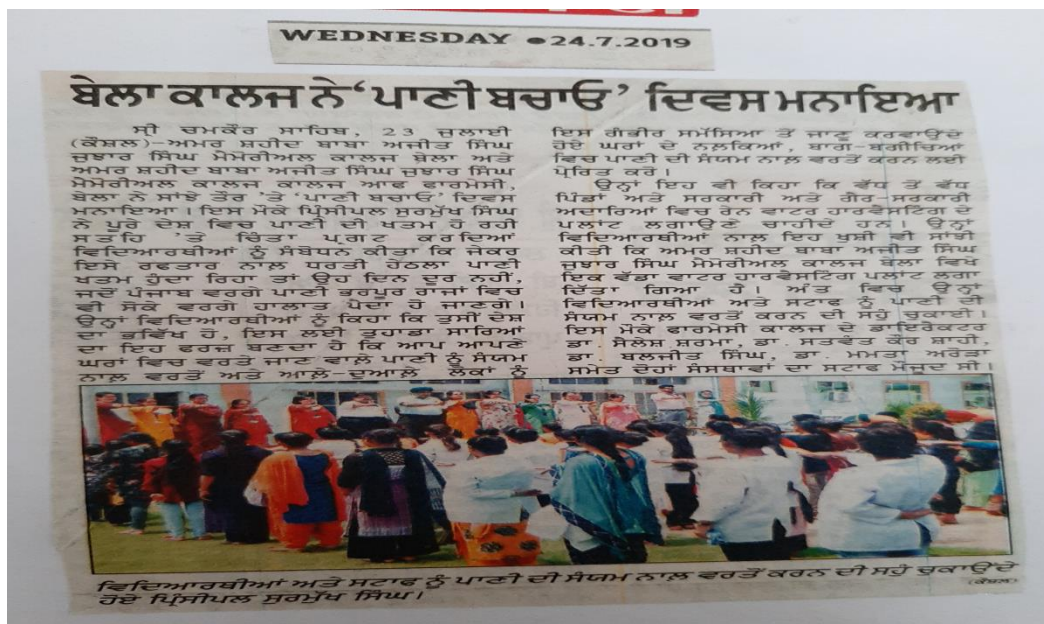 WEDNESDAY ●24.7.2019
ਬੇਲਾ ਕਾਲਜ ਨੇ ‘ਪਾਣੀ ਬਚਾਓ’ ਦਿਵਸ ਮਨਾਇਆ
ਸ੍ਰੀ ਚਮਕੌਰ ਸਾਹਿਬ, 23 ਜੁਲਾਈ
(ਕੌਸ਼ਲ)-ਅਮਰ ਸ਼ਹੀਦ ਬਾਬਾ ਅਜੀਤ ਸਿੰਘ
ਜੁਝਾਰ ਸਿੰਘ ਮੈਮੋਰੀਅਲ ਕਾਲਜ ਬੇਲਾ ਅਤੇ
ਅਮਰ ਸ਼ਹੀਦ ਬਾਬਾ ਅਜੀਤ ਸਿੰਘ ਜੁਝਾਰ ਸਿੰਘ
ਮੈਮੋਰੀਅਲ ਕਾਲਜ ਕਾਲਜ ਆਫ ਫਾਰਮੇਸੀ,
ਬੇਲਾ ਨੇ ਸਾਂਝੇ ਤੌਰ 'ਤੇ 'ਪਾਣੀ ਬਚਾਓ' ਦਿਵਸ
ਮਨਾਇਆ। ਇਸ ਮੌਕੇ ਪ੍ਰਿੰਸੀਪਲ ਸੁਰਮੁੱਖ ਸਿੰਘ
ਨੇ ਪੂਰੇ ਦੇਸ਼ ਵਿਚ ਪਾਣੀ ਦੀ ਖਤਮ ਹੋ ਰਹੀ
ਸਤਹਿ 'ਤੇ ਚਿੰਤਾ ਪ੍ਰਗਟ ਕਰਦਿਆਂ
ਵਿਦਿਆਰਥੀਆਂ ਨੂੰ ਸੰਬੋਧਨ ਕੀਤਾ ਕਿ ਜੇਕਰ
ਇਸੇ ਰਫਤਾਰ ਨਾਲ ਧਰਤੀ ਹੇਠਲਾ ਪਾਣੀ
ਖਤਮ ਹੁੰਦਾ ਰਿਹਾ ਤਾਂ ਉਹ ਦਿਨ ਦੂਰ ਨਹੀਂ,
ਜਦੋਂ ਪੰਜਾਬ ਵਰਗੇ ਪਾਣੀ ਭਰਪੂਰ ਰਾਜਾਂ ਵਿਚ
ਵੀ ਸੋਕੇ ਵਰਗੇ ਹਾਲਾਤ ਪੈਦਾ ਹੋ ਜਾਣਗੇ।
ਉਨ੍ਹਾਂ ਵਿਦਿਆਰਥੀਆਂ ਨੂੰ ਕਿਹਾ ਕਿ ਤੁਸੀਂ ਦੇਸ਼
ਦਾ ਭਵਿੱਖ ਹੋ, ਇਸ ਲਈ ਤੁਹਾਡਾ ਸਾਰਿਆਂ
ਦਾ ਇਹ ਫਰਜ਼ ਬਣਦਾ ਹੈ ਕਿ ਆਪ ਆਪਣੇ
ਘਰਾਂ ਵਿਚ ਵਰਤੇ ਜਾਣ ਵਾਲੇ ਪਾਣੀ ਨੂੰ ਸੰਯਮ
ਨਾਲ ਵਰਤੋ ਅਤੇ ਆਲੇ-ਦੁਆਲੇ ਲੋਕਾਂ ਨੂੰ
ਇਸ ਗੰਭੀਰ ਸਮੱਸਿਆ ਤੋਂ ਜਾਣੂ ਕਰਵਾਉਂਦੇ
ਹੋਏ ਘਰਾਂ ਦੇ ਨਲਕਿਆਂ, ਬਾਗ-ਬਗੀਚਿਆਂ
ਵਿਚ ਪਾਣੀ ਦੀ ਸੰਯਮ ਨਾਲ ਵਰਤੋਂ ਕਰਨ ਲਈ
ਪ੍ਰੇਰਿਤ ਕਰੋ।
ਉਨ੍ਹਾਂ ਇਹ ਵੀ ਕਿਹਾ ਕਿ ਵੱਧ ਤੋਂ ਵੱਧ
ਪਿੰਡਾਂ ਅਤੇ ਸਰਕਾਰੀ ਅਤੇ ਗੈਰ-ਸਰਕਾਰੀ
ਅਦਾਰਿਆਂ ਵਿਚ ਰੇਨ ਵਾਟਰ ਹਾਰਵੈਸਟਿੰਗ ਦੇ
ਪਲਾਂਟ ਲਗਾਉਣੇ ਚਾਹੀਦੇ ਹਨ। ਉਨ੍ਹਾਂ
ਵਿਦਿਆਰਥੀਆਂ ਨਾਲ ਇਹ ਖੁਸ਼ੀ ਵੀ ਸਾਂਝੀ
ਕੀਤੀ ਕਿ ਅਮਰ ਸ਼ਹੀਦ ਬਾਬਾ ਅਜੀਤ ਸਿੰਘ
ਜੁਝਾਰ ਸਿੰਘ ਮੈਮੋਰੀਅਲ ਕਾਲਜ ਬੇਲਾ ਵਿਖੇ
ਇਕ ਵੱਡਾ ਵਾਟਰ ਹਾਰਵੈਸਟਿੰਗ ਪਲਾਂਟ ਲਗਾ
ਦਿੱਤਾ ਗਿਆ ਹੈ। ਅੰਤ ਵਿਚ ਉਨ੍ਹਾਂ
ਵਿਦਿਆਰਥੀਆਂ ਅਤੇ ਸਟਾਫ ਨੂੰ ਪਾਣੀ ਦੀ
ਸੰਯਮ ਨਾਲ ਵਰਤੋਂ ਕਰਨ ਦੀ ਸਹੁੰ ਚੁਕਾਈ।
ਇਸ ਮੌਕੇ ਫਾਰਮੇਸੀ ਕਾਲਜ ਦੇ ਡਾਇਰੈਕਟਰ
ਡਾ. ਸੈਲੇਸ਼ ਸ਼ਰਮਾ, ਡਾ. ਸਤਵੰਤ ਕੌਰ ਸ਼ਾਹੀ,
ਡਾ. ਬਲਜੀਤ ਸਿੰਘ, ਡਾ. ਮਮਤਾ ਅਰੋੜਾ
ਸਮੇਤ ਦੋਹਾਂ ਸੰਸਥਾਵਾਂ ਦਾ ਸਟਾਫ ਮੌਜੂਦ ਸੀ।
ਵਿਦਿਆਰਥੀਆਂ ਅਤੇ ਸਟਾਫ ਨੂੰ ਪਾਣੀ ਦੀ ਸੰਯਮ ਨਾਲ ਵਰਤੋਂ ਕਰਨ ਦੀ ਸਹੁੰ ਚੁਕਾਉਂਦੇ
ਹੋਏ ਪ੍ਰਿੰਸੀਪਲ ਸੁਰਮੁੱਖ ਸਿੰਘ। (ਕੌਸ਼ਲ)